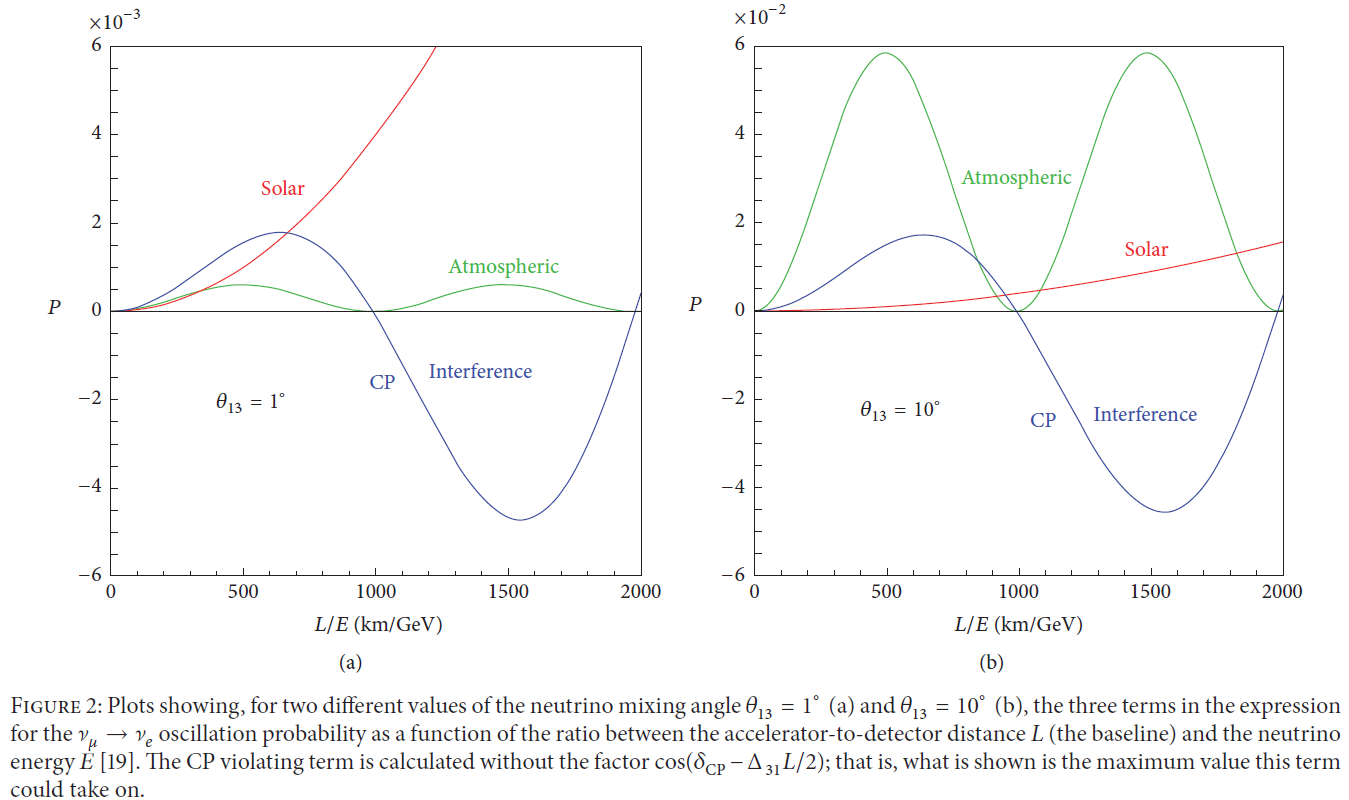 ×10⁻³
6
4
2
0
−2
−4
−6
P
Solar
Atmospheric
CP Interference
θ₁₃ = 1°
0 500 1000 1500 2000
L/E (km/GeV)
(a)
×10⁻²
6
4
2
0
−2
−4
−6
P
Atmospheric
Solar
CP Interference
θ₁₃ = 10°
0 500 1000 1500 2000
L/E (km/GeV)
(b)
Figure 2: Plots showing, for two different values of the neutrino mixing angle θ₁₃ = 1° (a) and θ₁₃ = 10° (b), the three terms in the expression
for the νμ → νe oscillation probability as a function of the ratio between the accelerator-to-detector distance L (the baseline) and the neutrino
energy E [19]. The CP violating term is calculated without the factor cos(δCP − Δ₃₁L/2); that is, what is shown is the maximum value this term
could take on.